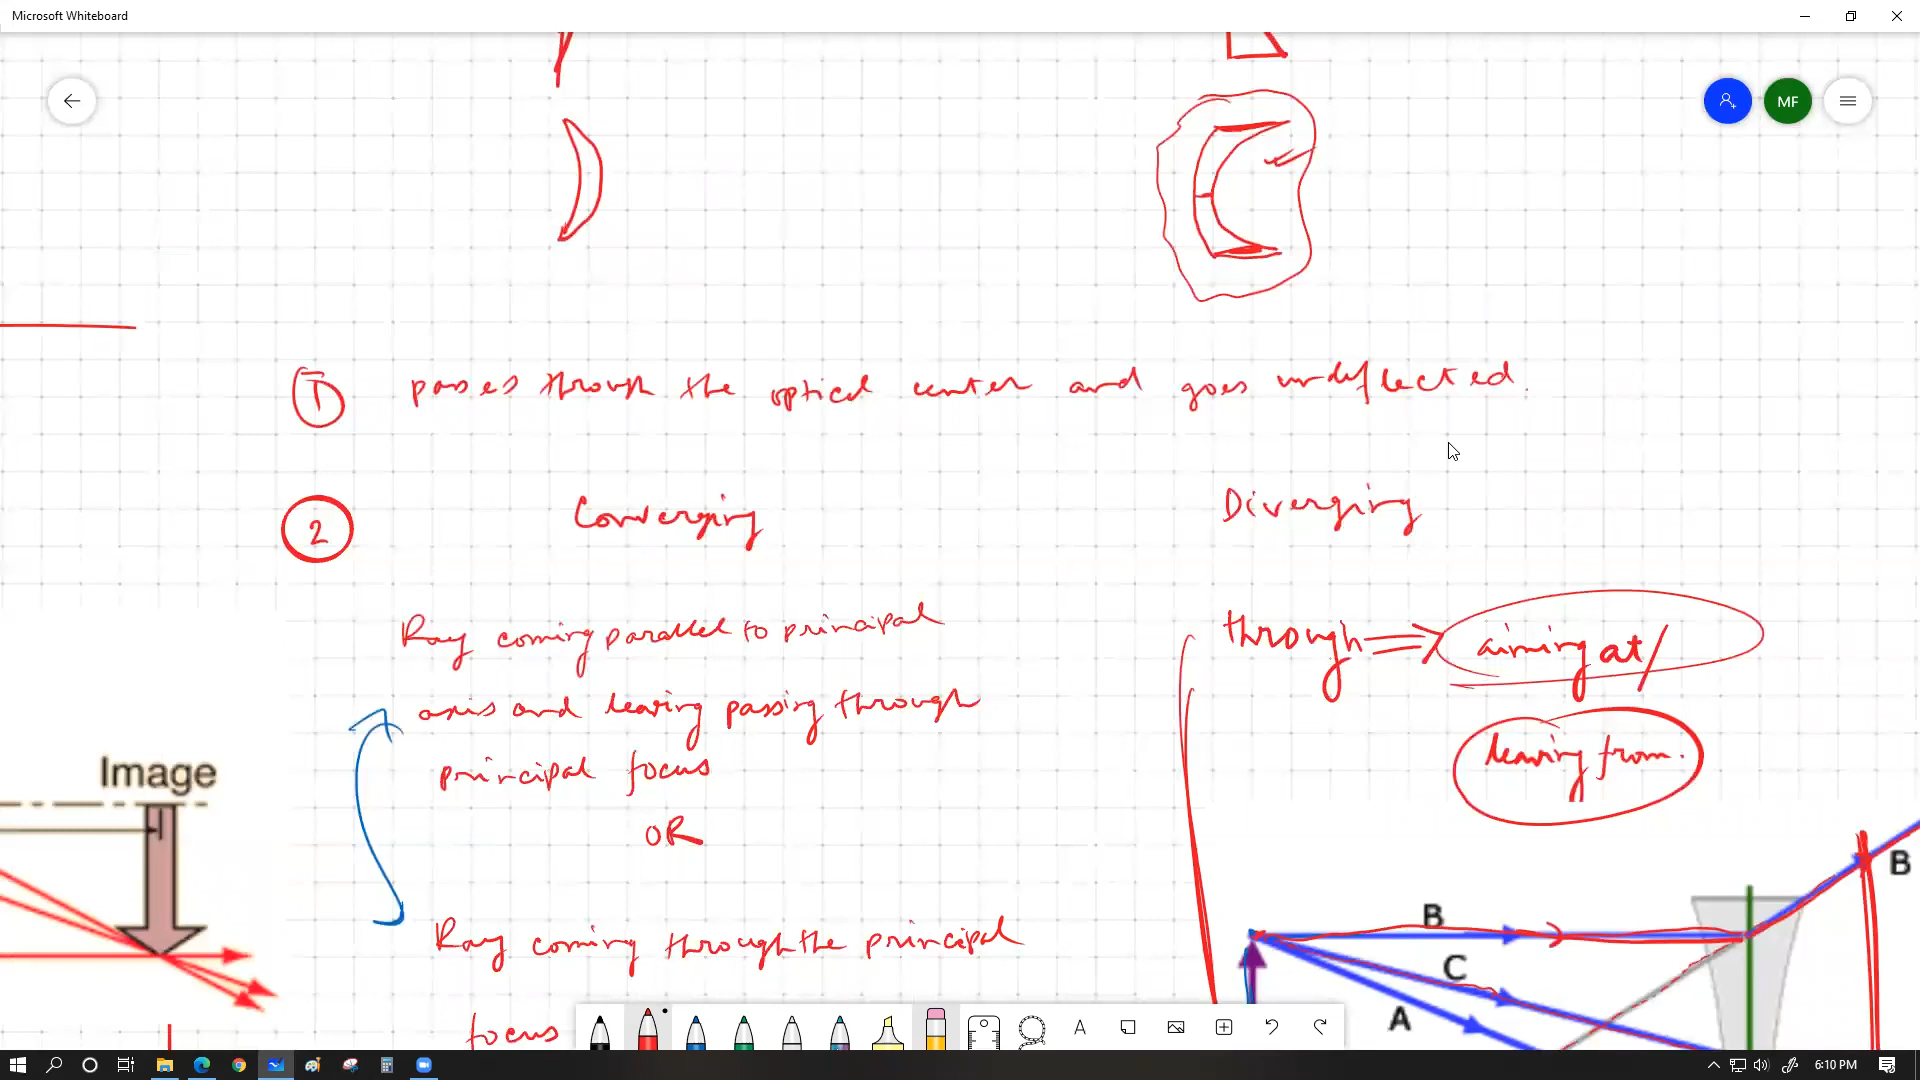 Microsoft Whiteboard
MF
1 passes through the optical center and goes undeflected.
2 Converging Diverging
Ray coming parallel to principal
axis and leaving passing through
principal focus
OR
Ray coming through the principal
focus
through ⇒ aiming at/
leaving from.
Image
B
B
C
A
A
6:10 PM